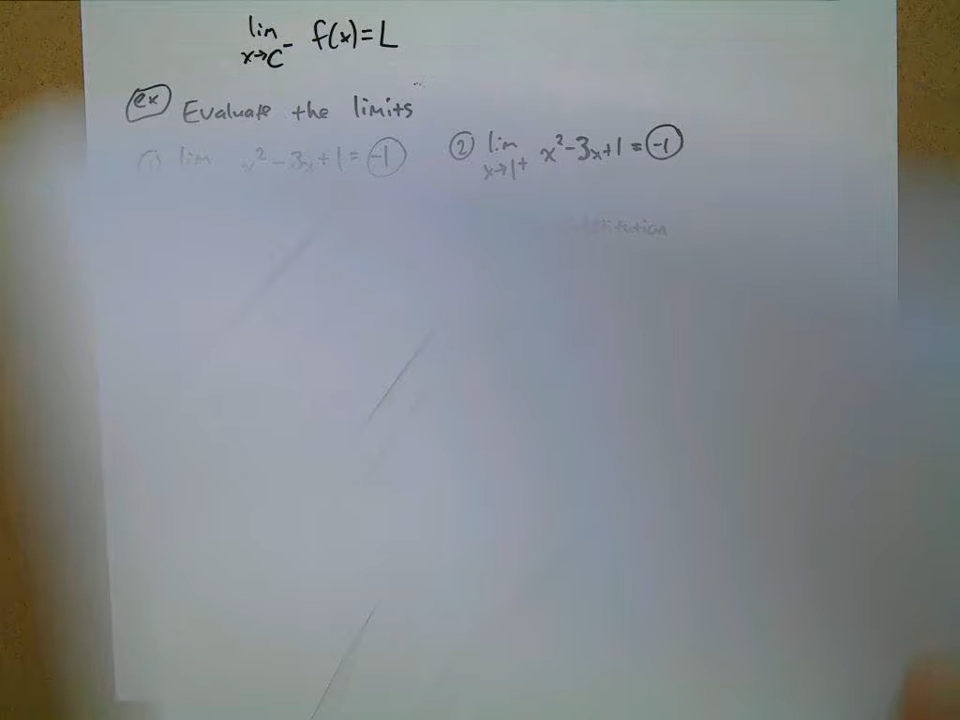 lim f(x)=L
x→c⁻
ex Evaluate the limits
① lim x²-3x+1=-1
② lim x²-3x+1=-1
x→1⁺